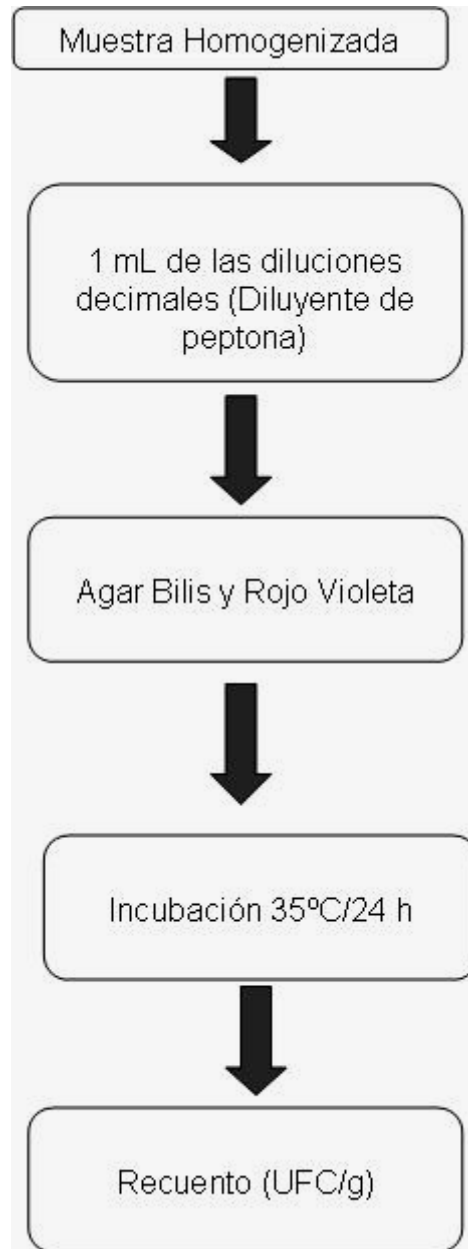 Muestra Homogenizada
1 mL de las diluciones
decimales (Diluyente de
peptona)
Agar Bilis y Rojo Violeta
Incubación 35ºC/24 h
Recuento (UFC/g)